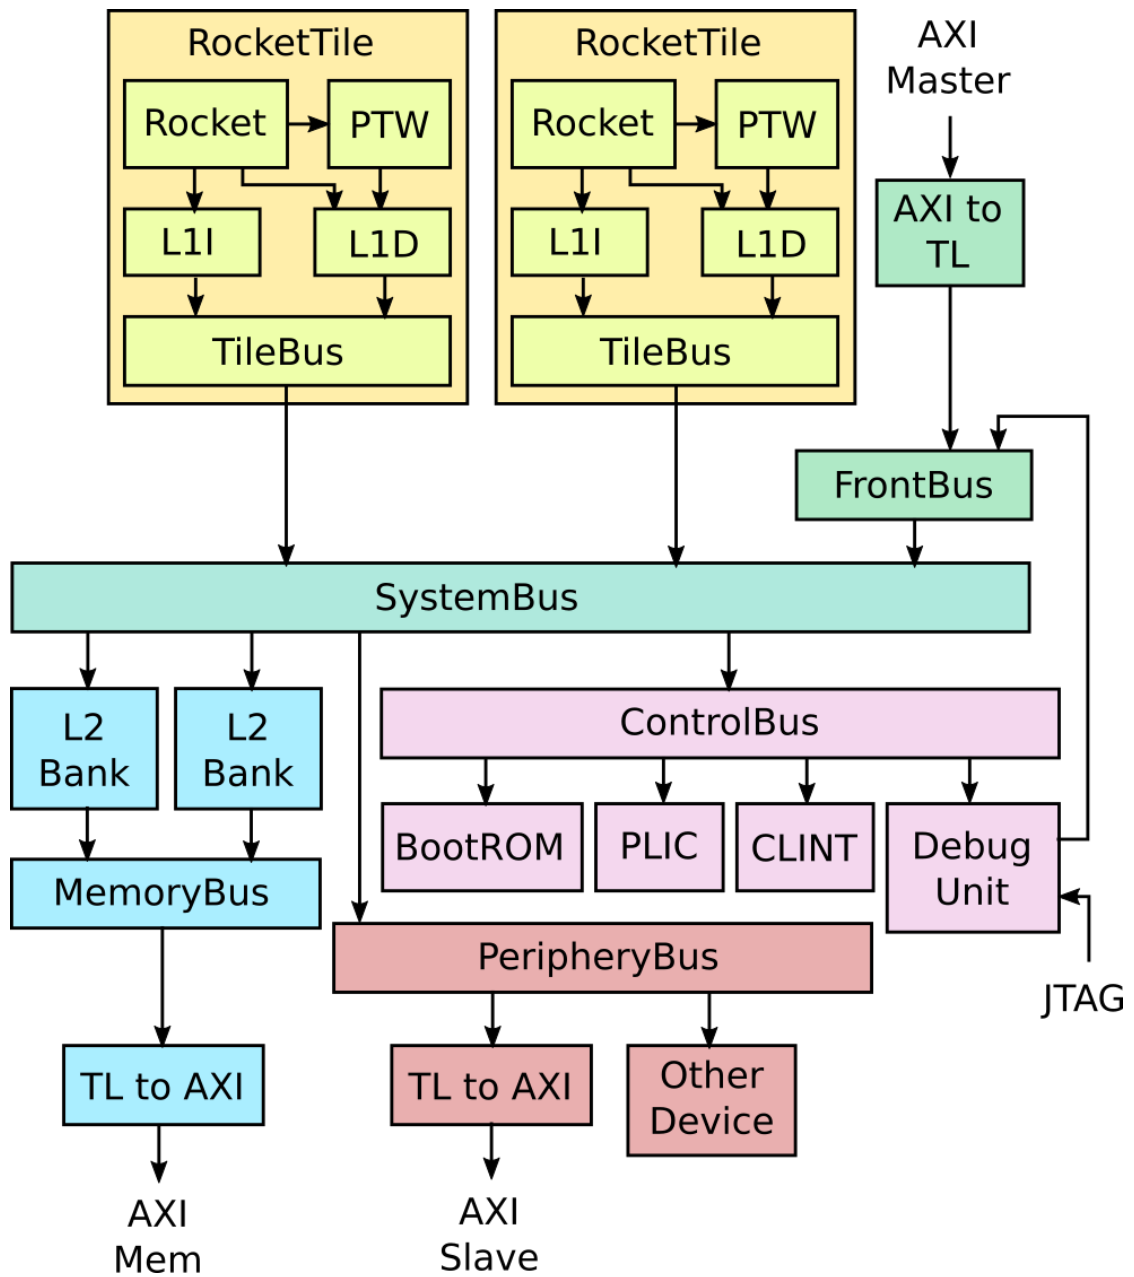 RocketTile
Rocket
PTW
L1I
L1D
TileBus
RocketTile
Rocket
PTW
L1I
L1D
TileBus
AXI
Master
AXI to
TL
FrontBus
SystemBus
L2
Bank
L2
Bank
MemoryBus
TL to AXI
AXI
Mem
ControlBus
BootROM
PLIC
CLINT
Debug
Unit
JTAG
PeripheryBus
TL to AXI
AXI
Slave
Other
Device